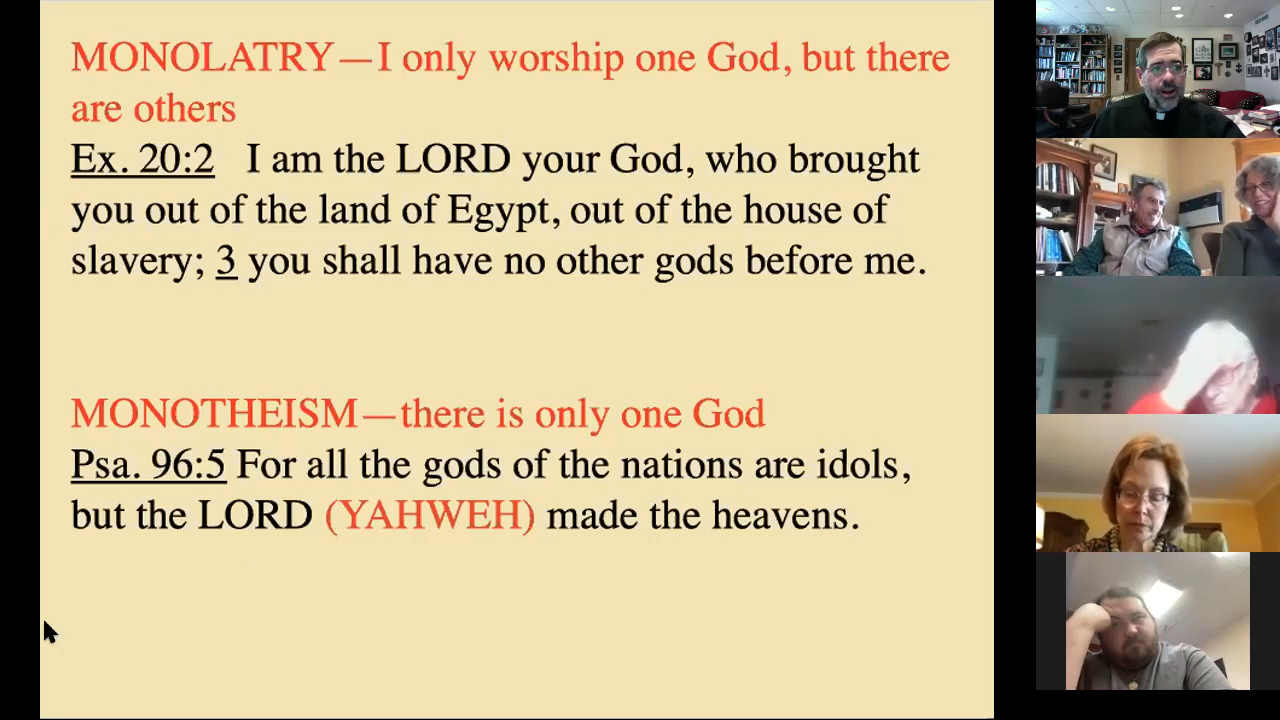 MONOLATRY—I only worship one God, but there
are others
Ex. 20:2 I am the LORD your God, who brought
you out of the land of Egypt, out of the house of
slavery; 3 you shall have no other gods before me.
MONOTHEISM—there is only one God
Psa. 96:5 For all the gods of the nations are idols,
but the LORD (YAHWEH) made the heavens.